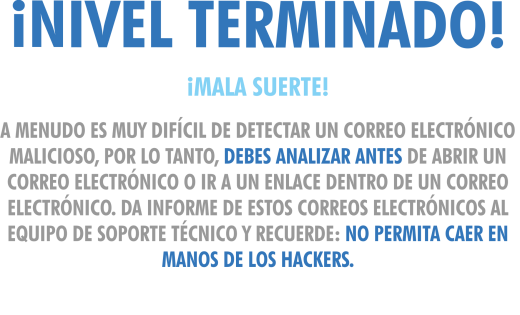 ¡NIVEL TERMINADO!
¡MALA SUERTE!
A MENUDO ES MUY DIFÍCIL DE DETECTAR UN CORREO ELECTRÓNICO
MALICIOSO, POR LO TANTO, DEBES ANALIZAR ANTES DE ABRIR UN
CORREO ELECTRÓNICO O IR A UN ENLACE DENTRO DE UN CORREO
ELECTRÓNICO. DA INFORME DE ESTOS CORREOS ELECTRÓNICOS AL
EQUIPO DE SOPORTE TÉCNICO Y RECUERDE: NO PERMITA CAER EN
MANOS DE LOS HACKERS.